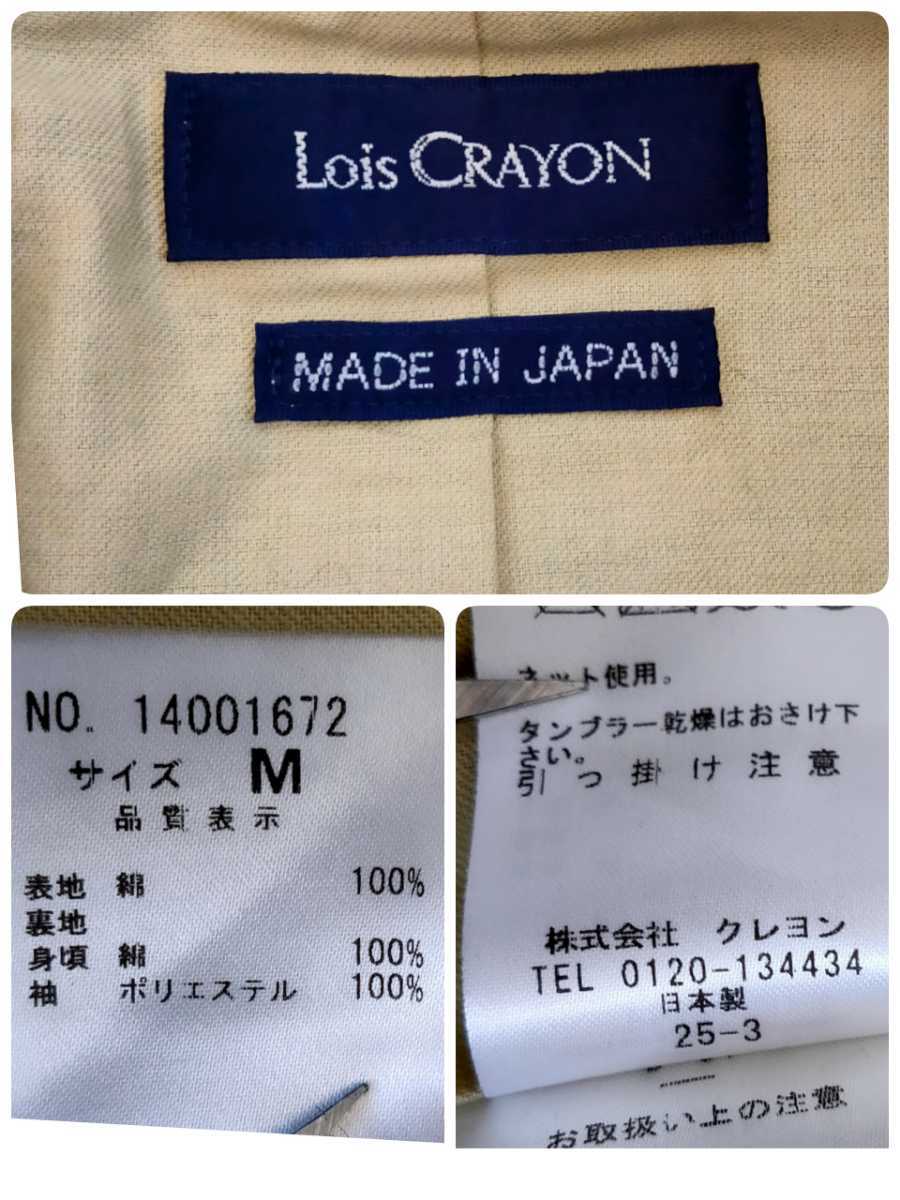 Lois CRAYON
MADE IN JAPAN
NO. 14001672
サイズ M
品質表示
表地 綿 100%
裏地
身頃 綿 100%
袖 ポリエステル 100%
ネット使用。
タンブラー乾燥はおさけ下
さい。
引っ掛け注意
株式会社 クレヨン
TEL 0120-134434
日本製
25-3
お取扱い上の注意